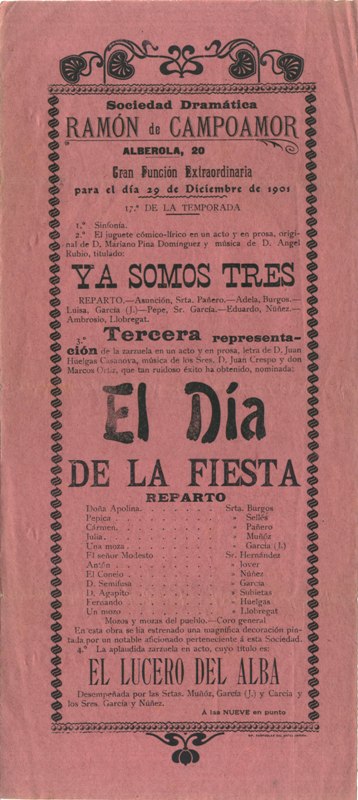 Sociedad Dramática
RAMÓN de CAMPOAMOR
ALBEROLA, 20
Gran Función Extraordinaria
para el día 29 de Diciembre de 1901
17.ª DE LA TEMPORADA
1.º Sinfonía.
2.º El juguete cómico-lírico en un acto y en prosa, origi-
nal de D. Mariano Pina Domínguez y música de D. Angel
Rubio, titulado:
YA SOMOS TRES
REPARTO.—Asunción, Srta. Pañero.—Adela, Burgos.—
Luisa, García (J.)—Pepe, Sr. García.—Eduardo, Núñez.—
Ambrosio, Llobregat.
3.º Tercera representa-
ción de la zarzuela en un acto y en prosa, letra de D. Juan
Huelgas Casanova, música de los Sres. D. Juan Crespo y don
Marcos Ortiz, que tan ruidoso éxito ha obtenido, nominada:
El Día
DE LA FIESTA
REPARTO
Doña Apolina. . . . . . . Srta. Burgos
Pepica . . . . . . . » Sellés
Cármen. . . . . . . » Pañero
Julia. . . . . . . » Muñóz
Una moza . . . . . . . » García (J.)
El señor Modesto . . . . . . . Sr. Hernández
Antón . . . . . . . » Jover
El Conejo . . . . . . . » Núñez
D. Semifusa . . . . . . . » García
D. Agapito . . . . . . . » Subietas
Fernando . . . . . . . » Huelgas
Un mozo . . . . . . . » Llobregat
Mozos y mozas del pueblo.—Coro general
En esta obra se ha estrenado una magnífica decoración pin-
tada por un notable aficionado perteneciente á esta Sociedad.
4.º La aplaudida zarzuela en acto, cuyo título es:
EL LUCERO DEL ALBA
Desempeñada por las Srtas. Muñóz, García (J.) y García y
los Sres. García y Núñez.
Á las NUEVE en punto